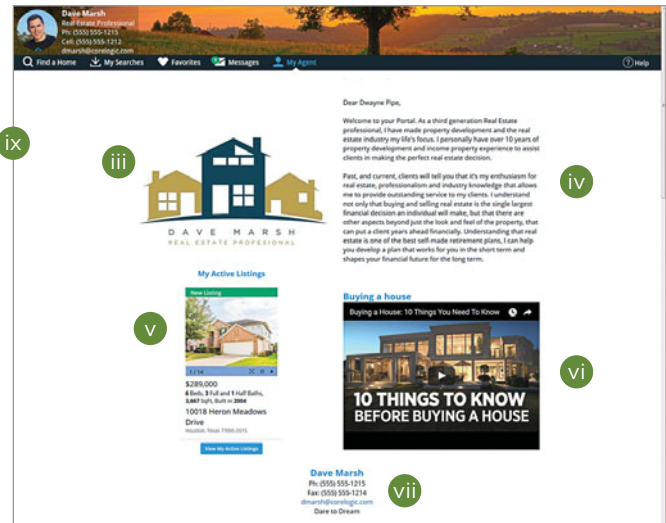 Dave Marsh
Real Estate Professional
Ph: (555) 555-1215
Cell: (555) 555-1212
dmarsh@corelogic.com
Find a Home
My Searches
Favorites
Messages
My Agent
Help
ix
iii
DAVE MARSH
REAL ESTATE PROFESIONAL
Dear Dwayne Pipe,
Welcome to your Portal. As a third generation Real Estate
professional, I have made property development and the real
estate industry my life's focus. I personally have over 10 years of
property development and income property experience to assist
clients in making the perfect real estate decision.
Past, and current, clients will tell you that it's my enthusiasm for
real estate, professionalism and industry knowledge that allows
me to provide outstanding service to my clients. I understand
not only that buying and selling real estate is the single largest
financial decision an individual will make, but that there are
other aspects beyond just the look and feel of the property, that
can put a client years ahead financially. Understanding that real
estate is one of the best self-made retirement plans, I can help
you develop a plan that works for you in the short term and
shapes your financial future for the long term.
iv
My Active Listings
v
New Listing
1 / 14
$289,000
6 Beds, 3 Full and 1 Half Baths,
3,667 SqFt, Built in 2004
10018 Heron Meadows
Drive
Houston, Texas
View My Active Listings
Buying a house
Buying a House: 10 Things You Need To Know
10 THINGS TO KNOW
BEFORE BUYING A HOUSE
vi
Dave Marsh
Ph: (555) 555-1215
Fax: (555) 555-1214
dmarsh@corelogic.com
Dare to Dream
vii